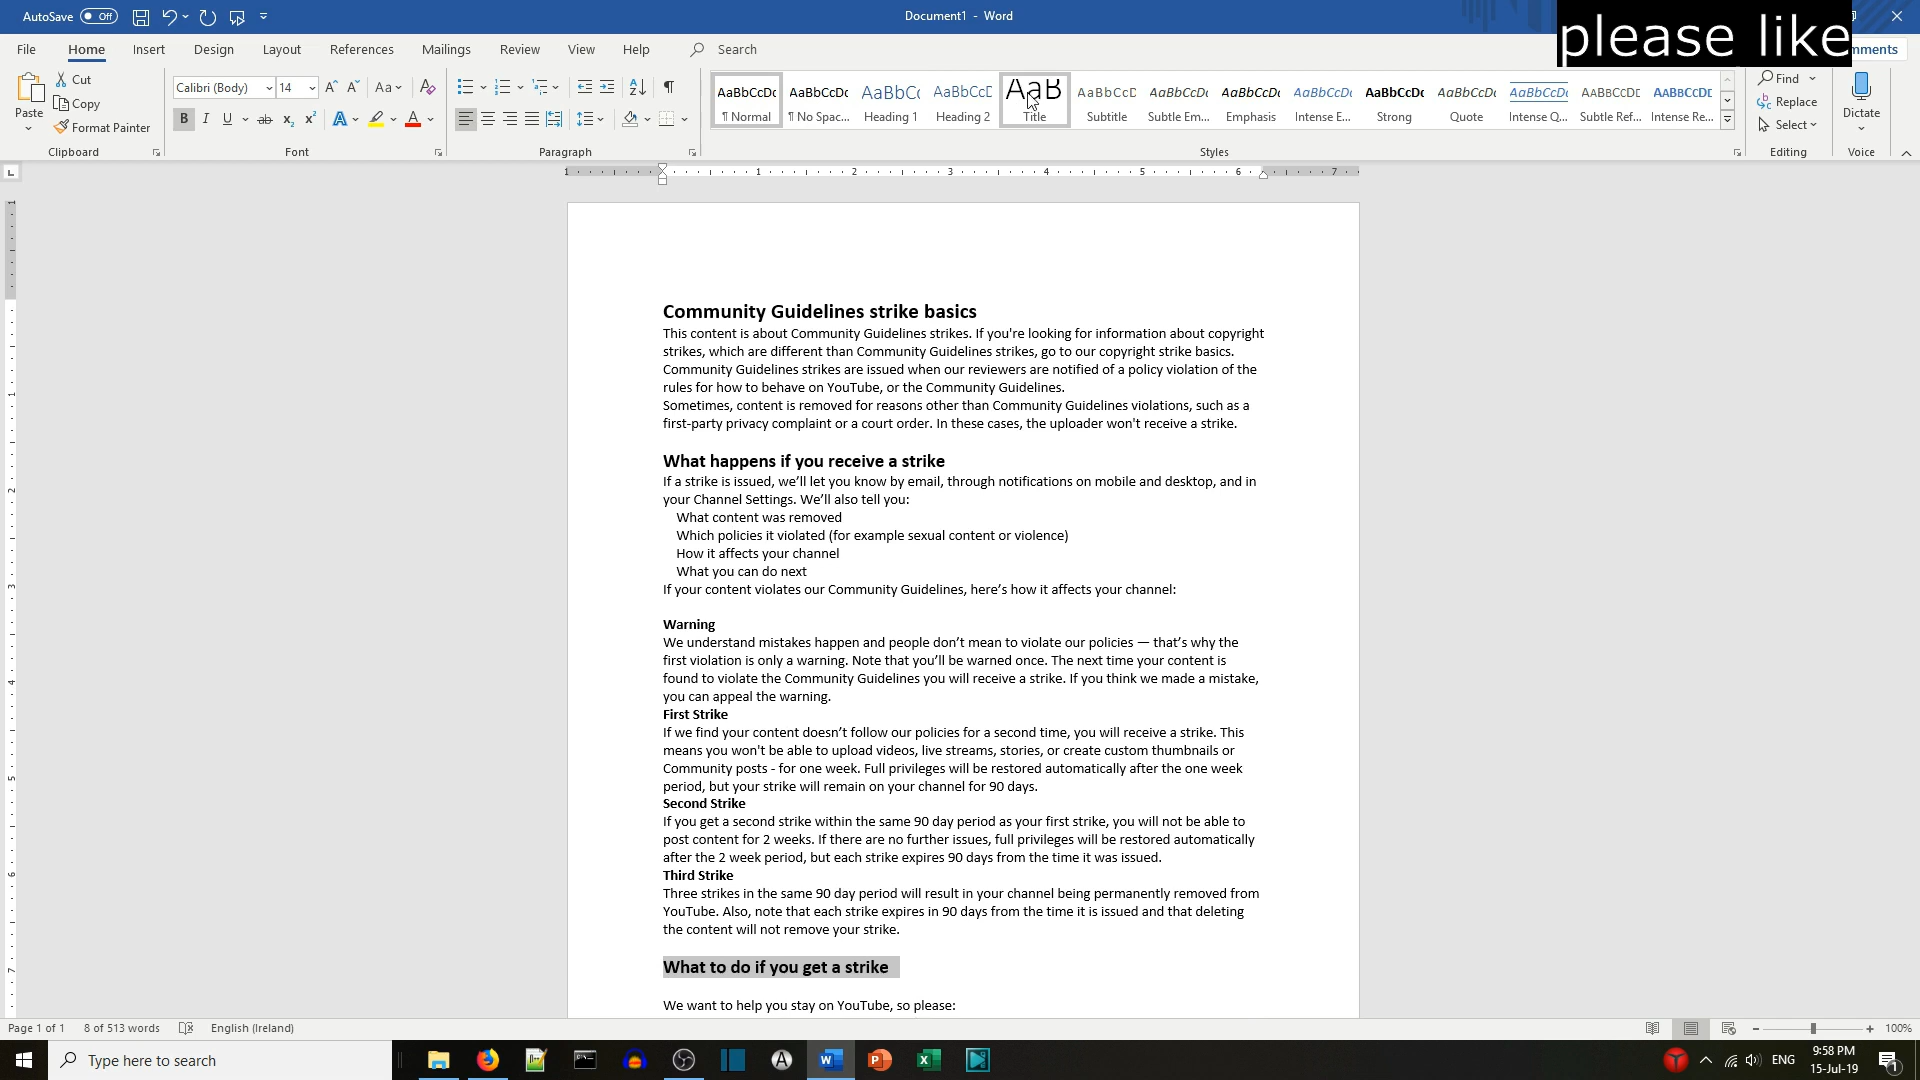 AutoSave Off
Document1 - Word
please like
File Home Insert Design Layout References Mailings Review View Help Search
mments
Paste
Cut
Copy
Format Painter
Clipboard
Calibri (Body) 14
Font
Paragraph
AaBbCcDc AaBbCcDc AaBbCc AaBbCcD AaB AaBbCcD AaBbCcDc AaBbCcDc AaBbCcDc AaBbCcDc AaBbCcDc AaBbCcDc AABBCCDD AABBCCDD
¶ Normal ¶ No Spac... Heading 1 Heading 2 Title Subtitle Subtle Em... Emphasis Intense E... Strong Quote Intense Q... Subtle Ref... Intense Re...
Styles
Find
Replace
Select
Editing
Dictate
Voice
1 1 2 3 4 5 6 7
Community Guidelines strike basics
This content is about Community Guidelines strikes. If you're looking for information about copyright
strikes, which are different than Community Guidelines strikes, go to our copyright strike basics.
Community Guidelines strikes are issued when our reviewers are notified of a policy violation of the
rules for how to behave on YouTube, or the Community Guidelines.
Sometimes, content is removed for reasons other than Community Guidelines violations, such as a
first-party privacy complaint or a court order. In these cases, the uploader won't receive a strike.
What happens if you receive a strike
If a strike is issued, we’ll let you know by email, through notifications on mobile and desktop, and in
your Channel Settings. We’ll also tell you:
What content was removed
Which policies it violated (for example sexual content or violence)
How it affects your channel
What you can do next
If your content violates our Community Guidelines, here’s how it affects your channel:
Warning
We understand mistakes happen and people don’t mean to violate our policies — that’s why the
first violation is only a warning. Note that you’ll be warned once. The next time your content is
found to violate the Community Guidelines you will receive a strike. If you think we made a mistake,
you can appeal the warning.
First Strike
If we find your content doesn’t follow our policies for a second time, you will receive a strike. This
means you won't be able to upload videos, live streams, stories, or create custom thumbnails or
Community posts - for one week. Full privileges will be restored automatically after the one week
period, but your strike will remain on your channel for 90 days.
Second Strike
If you get a second strike within the same 90 day period as your first strike, you will not be able to
post content for 2 weeks. If there are no further issues, full privileges will be restored automatically
after the 2 week period, but each strike expires 90 days from the time it was issued.
Third Strike
Three strikes in the same 90 day period will result in your channel being permanently removed from
YouTube. Also, note that each strike expires in 90 days from the time it is issued and that deleting
the content will not remove your strike.
What to do if you get a strike
We want to help you stay on YouTube, so please:
Page 1 of 1 8 of 513 words English (Ireland)
100%
Type here to search
ENG
9:58 PM
15-Jul-19